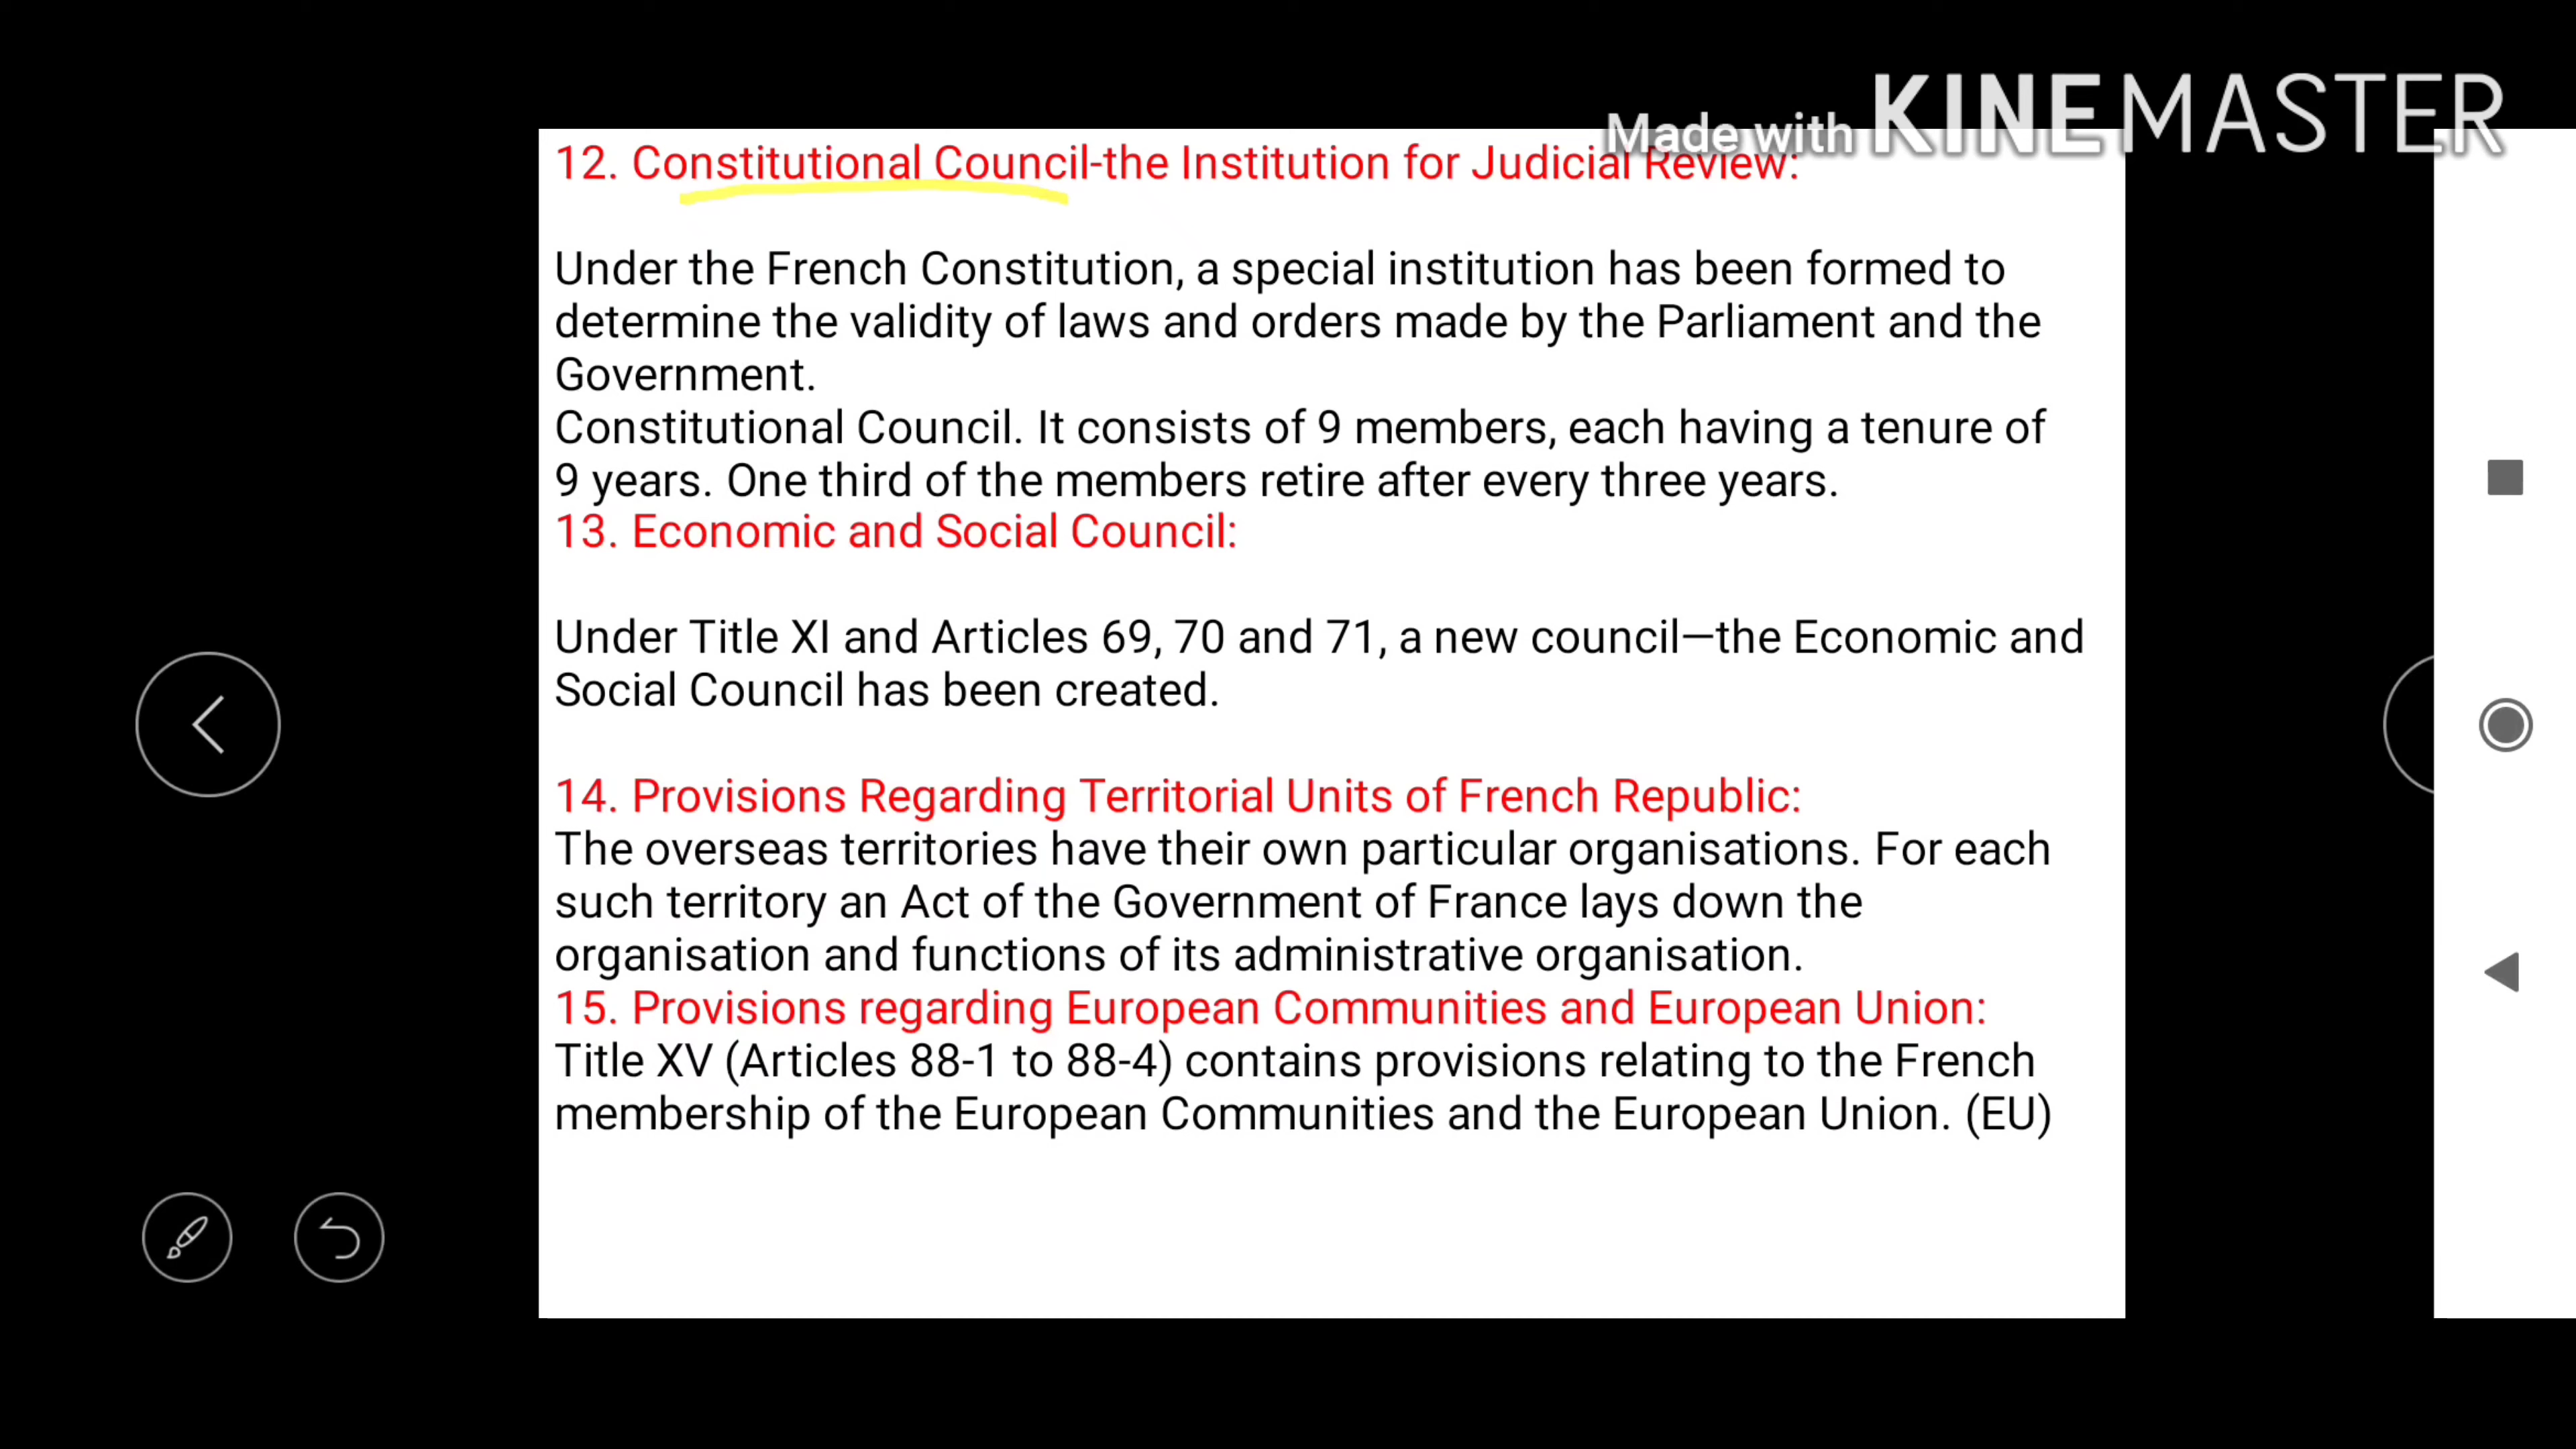 Made with KINEMASTER
12. Constitutional Council-the Institution for Judicial Review:
Under the French Constitution, a special institution has been formed to
determine the validity of laws and orders made by the Parliament and the
Government.
Constitutional Council. It consists of 9 members, each having a tenure of
9 years. One third of the members retire after every three years.
13. Economic and Social Council:
Under Title XI and Articles 69, 70 and 71, a new council—the Economic and
Social Council has been created.
14. Provisions Regarding Territorial Units of French Republic:
The overseas territories have their own particular organisations. For each
such territory an Act of the Government of France lays down the
organisation and functions of its administrative organisation.
15. Provisions regarding European Communities and European Union:
Title XV (Articles 88-1 to 88-4) contains provisions relating to the French
membership of the European Communities and the European Union. (EU)